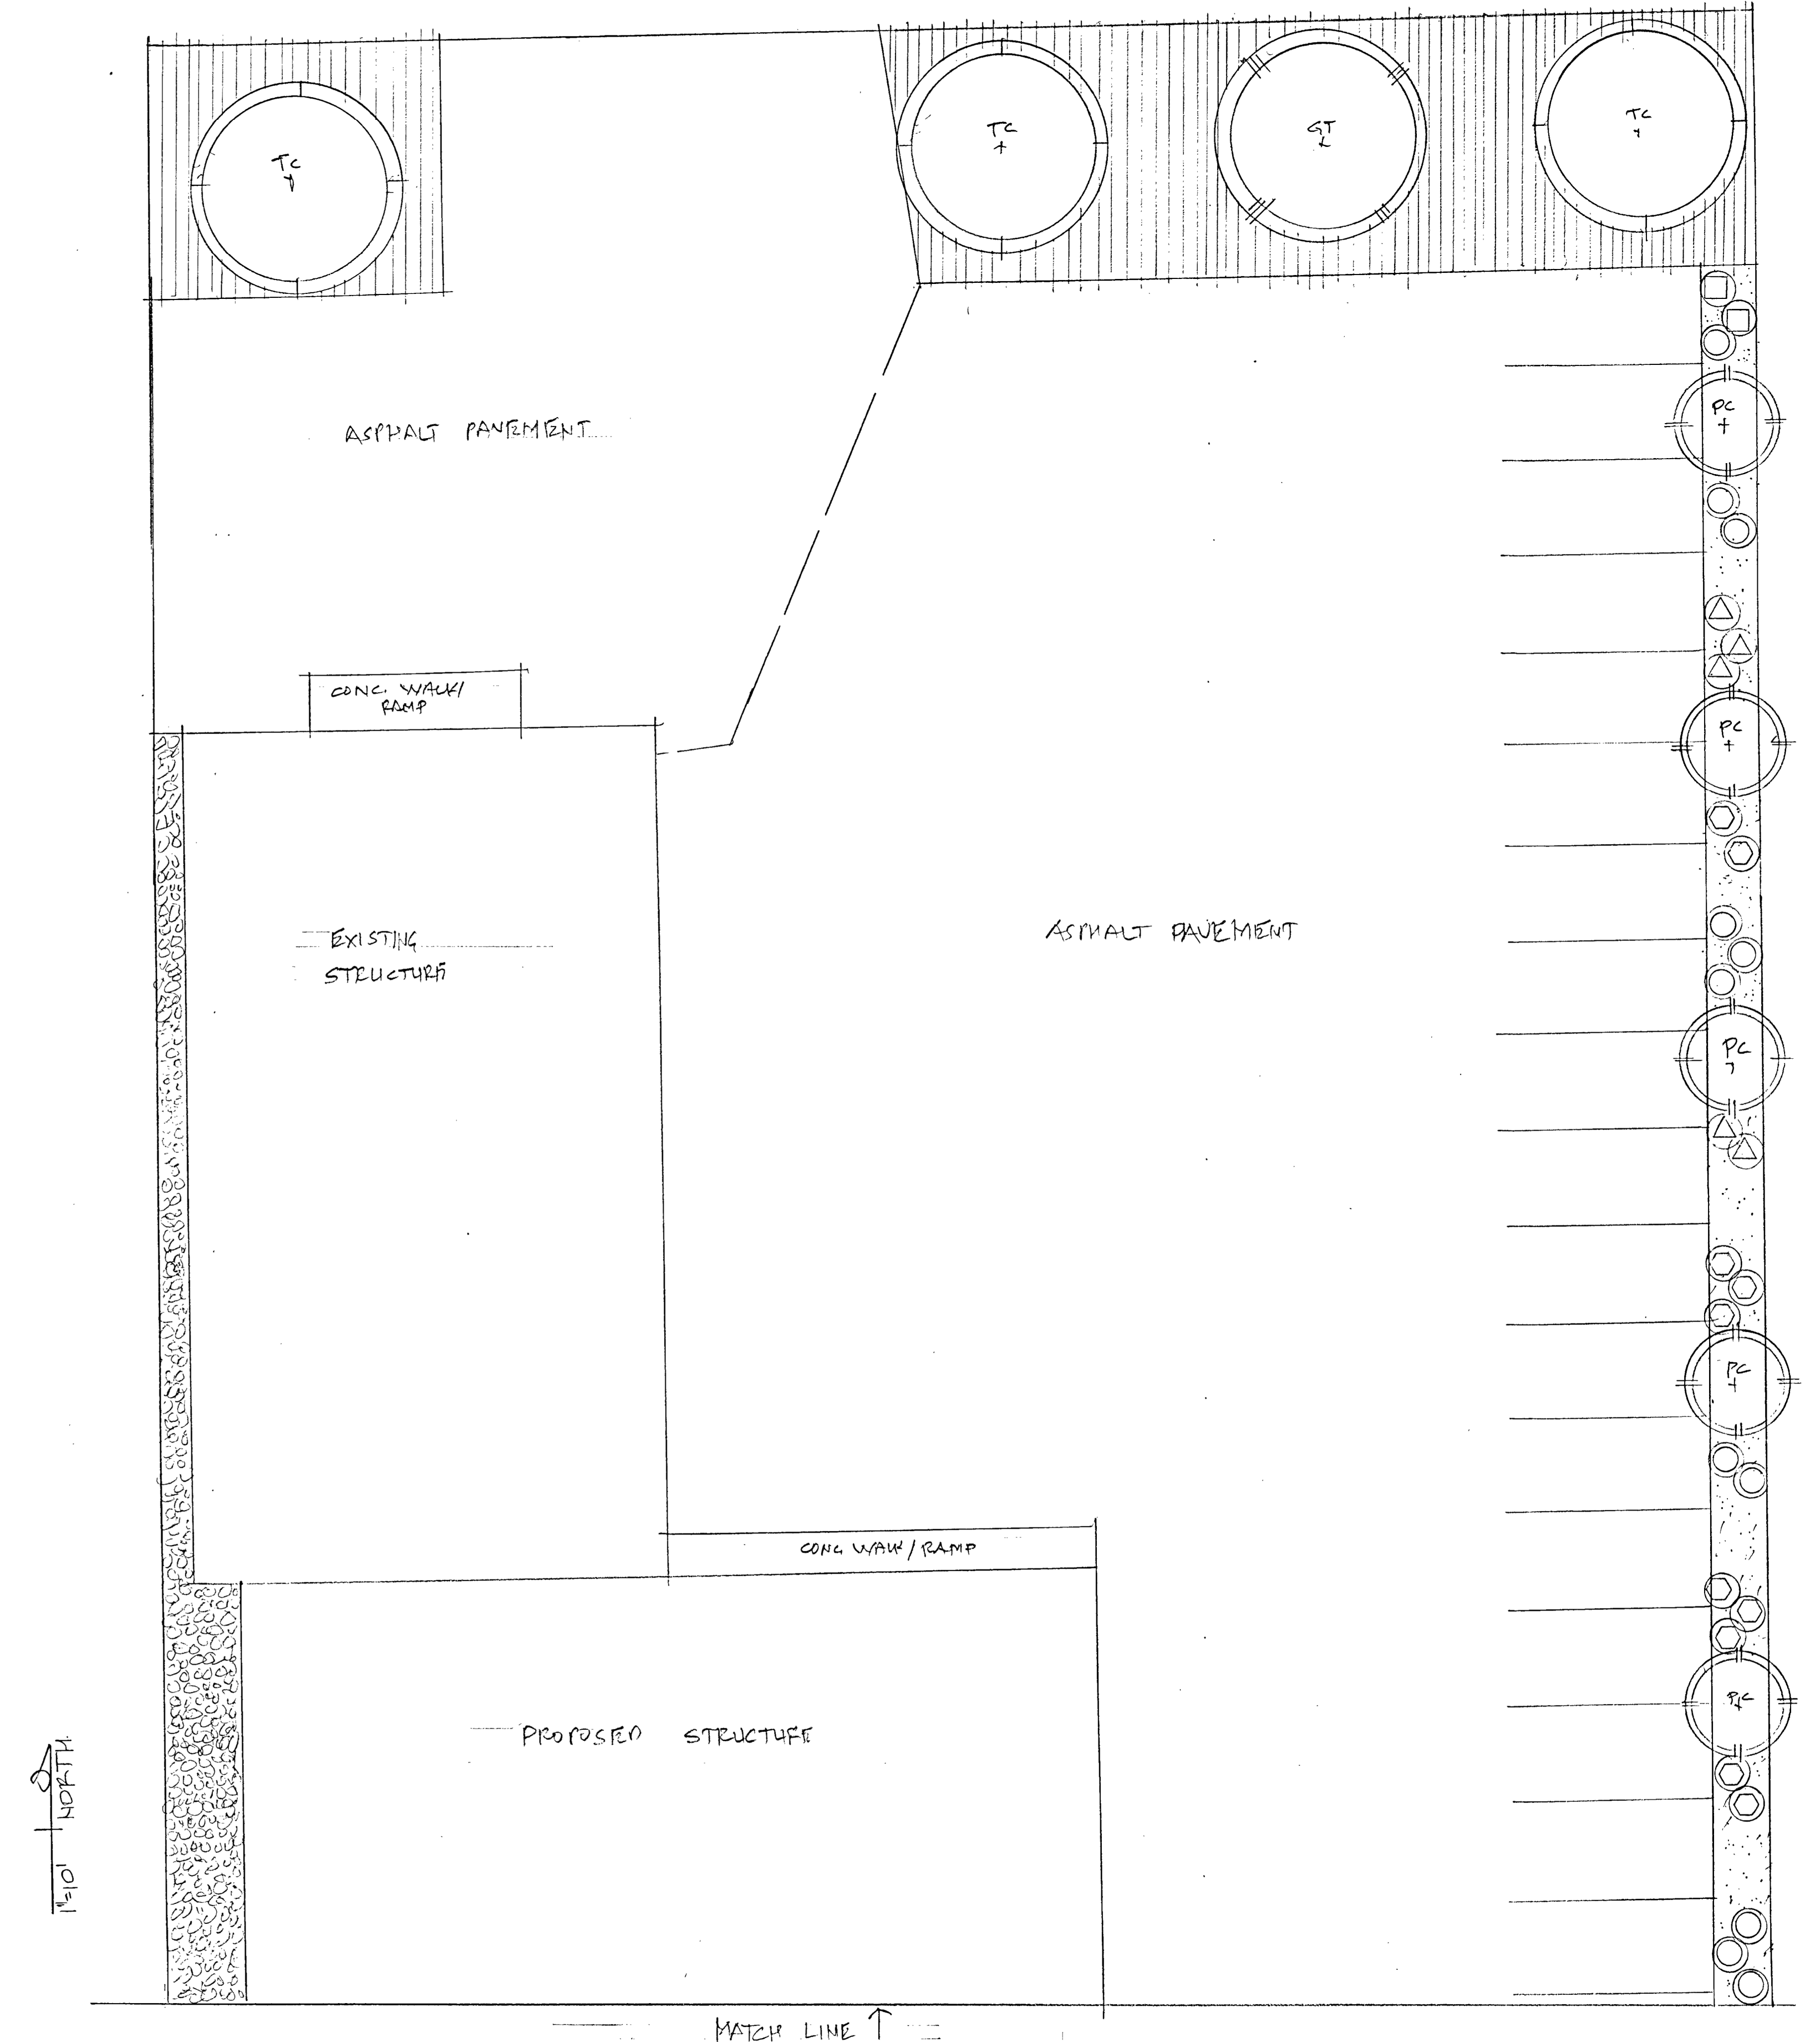 TC
TC
GT
TC
PC
ASPHALT PAVEMENT
CONC. WALK/
RAMP
PC
EXISTING
STRUCTURE
ASPHALT PAVEMENT
PC
PC
CONC WALK/RAMP
PC
PROPOSED STRUCTURE
1"=10' NORTH
MATCH LINE